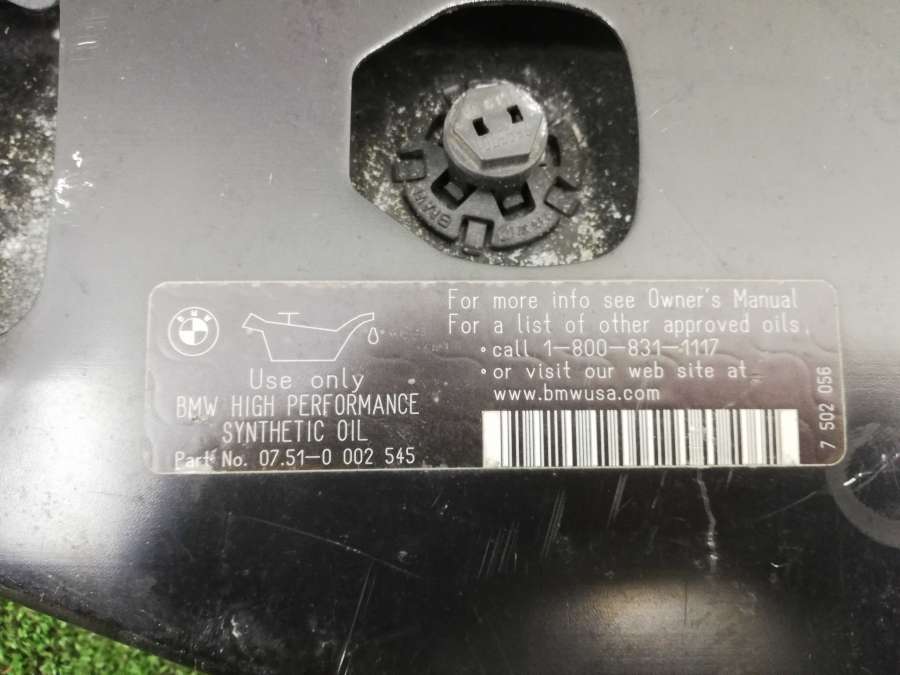 BMW
Use only
BMW HIGH PERFORMANCE
SYNTHETIC OIL
Part No. 07.51-0 002 545
For more info see Owner's Manual
For a list of other approved oils,
• call 1-800-831-1117
• or visit our web site at
www.bmwusa.com
7 502 056
BMW